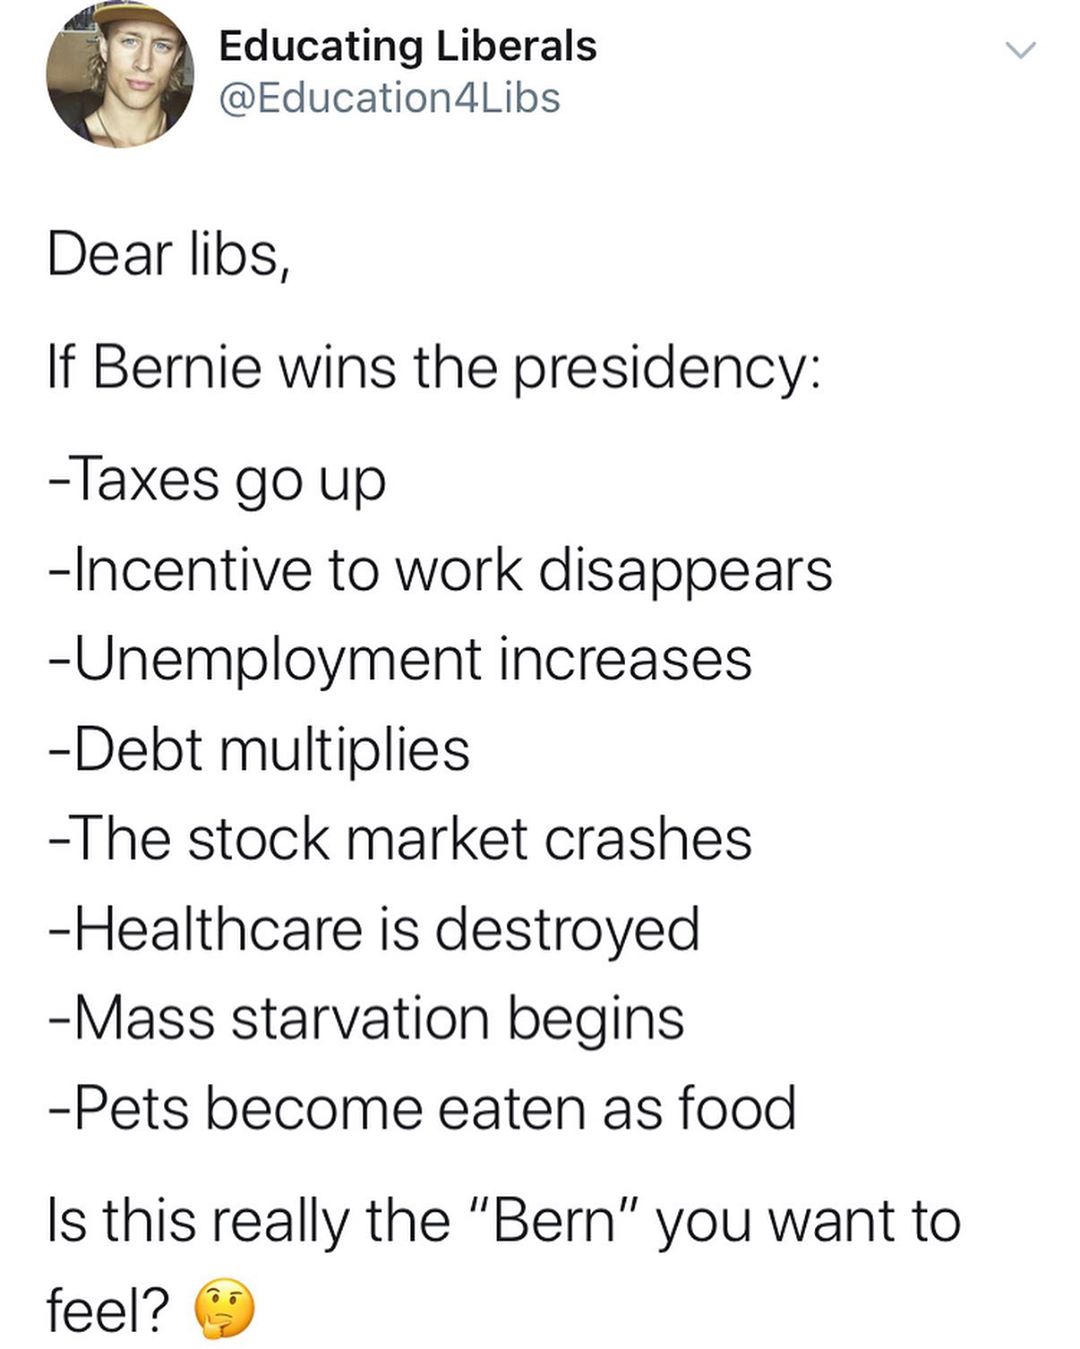 Educating Liberals
@Education4Libs
Dear libs,
If Bernie wins the presidency:
-Taxes go up
-Incentive to work disappears
-Unemployment increases
-Debt multiplies
-The stock market crashes
-Healthcare is destroyed
-Mass starvation begins
-Pets become eaten as food
Is this really the “Bern” you want to
feel? 🤔